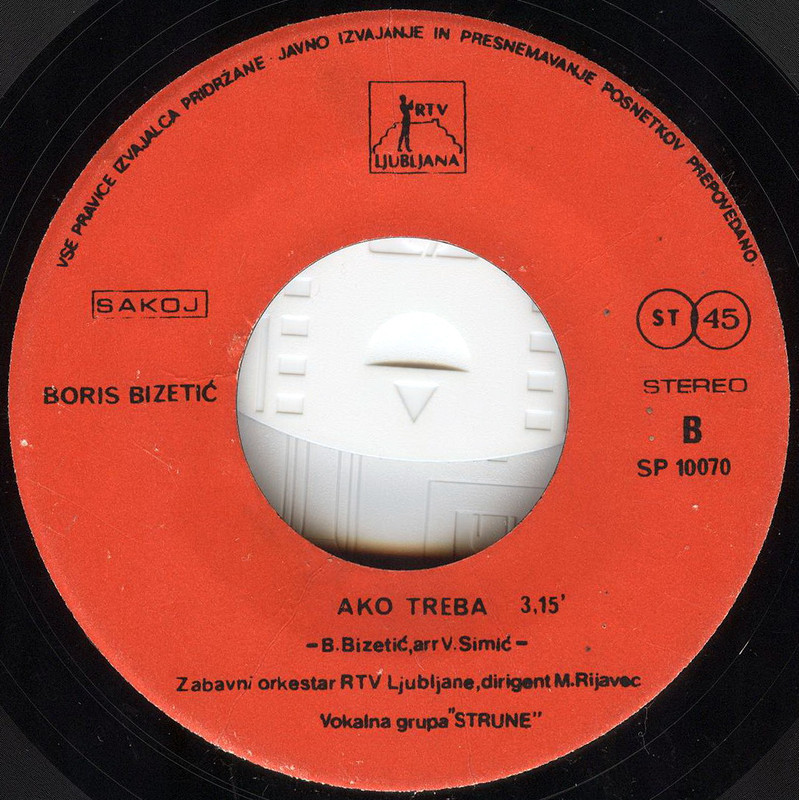 VSE PRAVICE IZVAJALCA PRIDRŽANE · JAVNO IZVAJANJE IN PRESNEMAVANJE POSNETKOV PREPOVEDANO.
RTV
LJUBLJANA
SAKOJ
ST 45
BORIS BIZETIĆ
STEREO
B
SP 10070
AKO TREBA 3,15'
–B.Bizetić,arr V.Simić–
Zabavni orkestar RTV Ljubljane,dirigent M.Rijavec
Vokalna grupa "STRUNE"